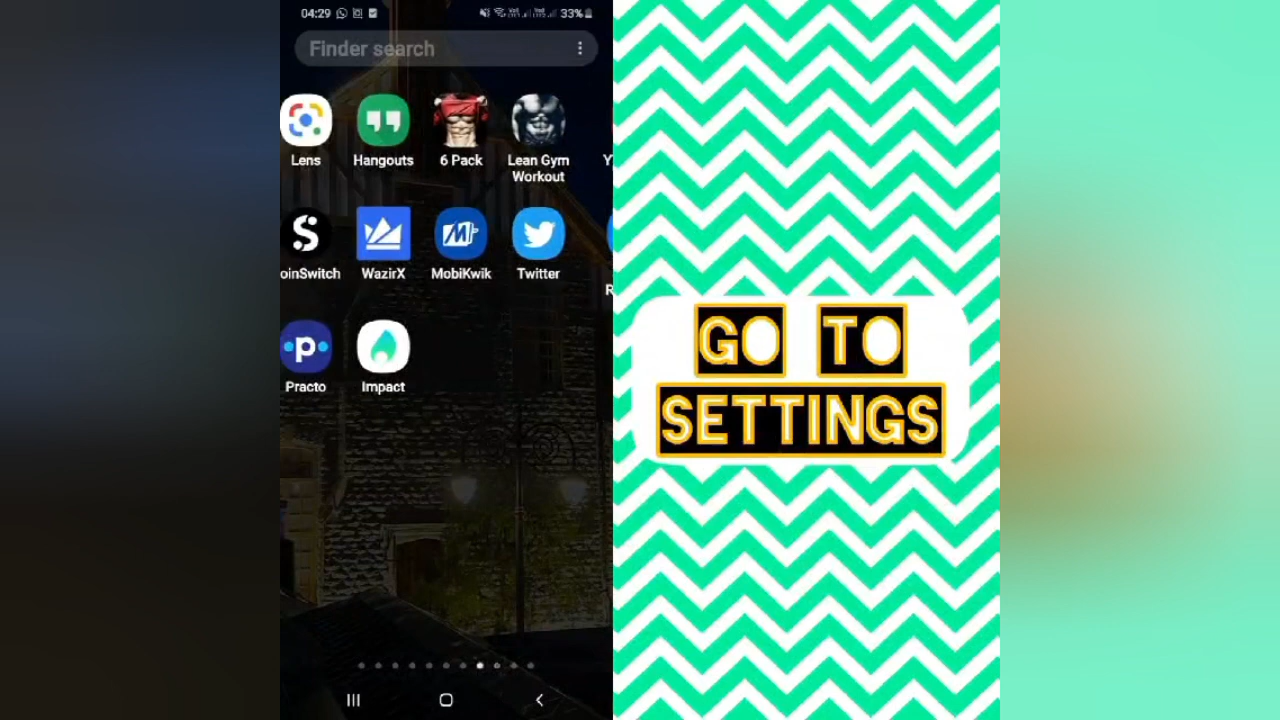 04:29 33%
Finder search
Lens Hangouts 6 Pack Lean Gym Y
Workout
oinSwitch WazirX MobiKwik Twitter
R
Practo Impact
GO TO
SETTINGS